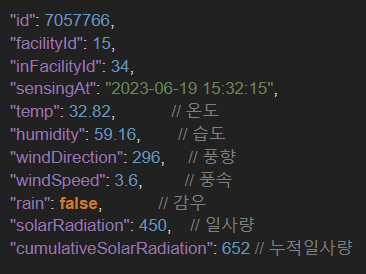 "id": 7057766,
"facilityId": 15,
"inFacilityId": 34,
"sensingAt": "2023-06-19 15:32:15",
"temp": 32.82, // 온도
"humidity": 59.16, // 습도
"windDirection": 296, // 풍향
"windSpeed": 3.6, // 풍속
"rain": false, // 감우
"solarRadiation": 450, // 일사량
"cumulativeSolarRadiation": 652 // 누적일사량